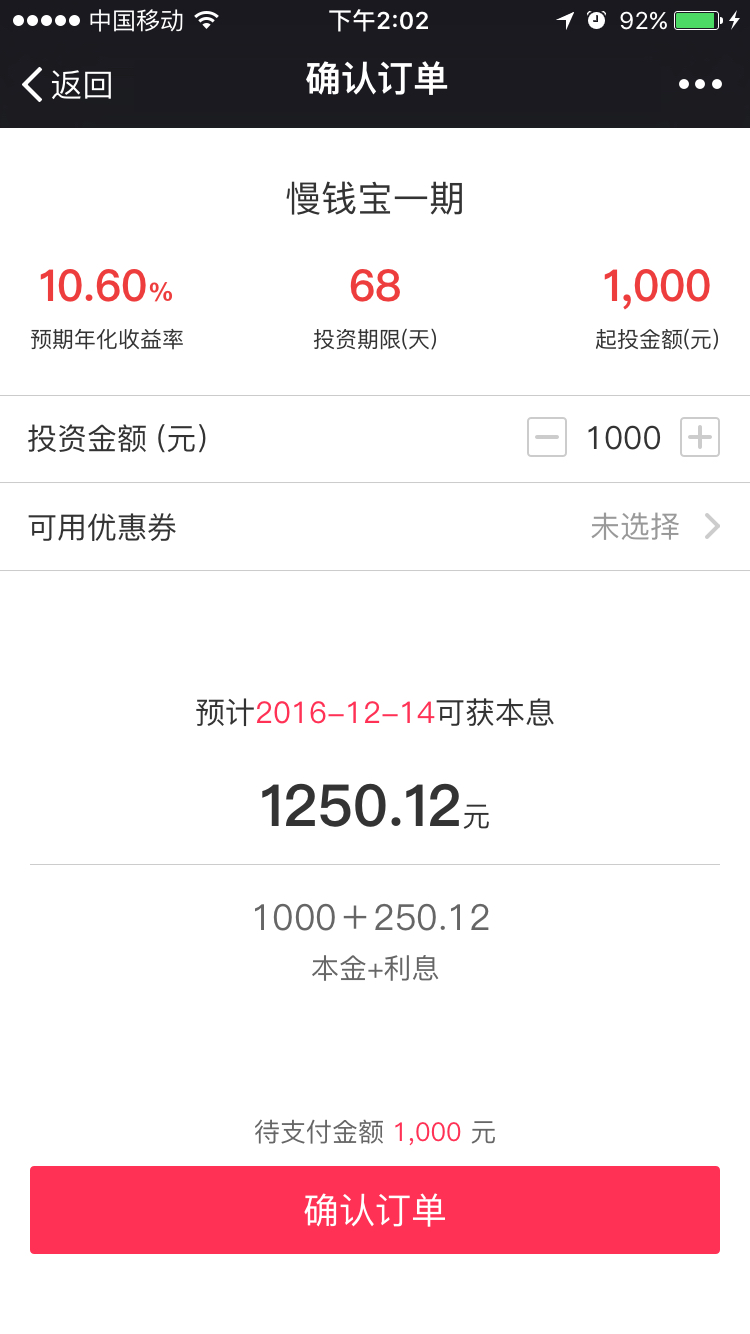 中国移动 下午2:02 92%
返回 确认订单
慢钱宝一期
10.60% 68 1,000
预期年化收益率 投资期限(天) 起投金额(元)
投资金额 (元) 1000
可用优惠券 未选择
预计2016-12-14可获本息
1250.12元
1000+250.12
本金+利息
待支付金额 1,000 元
确认订单